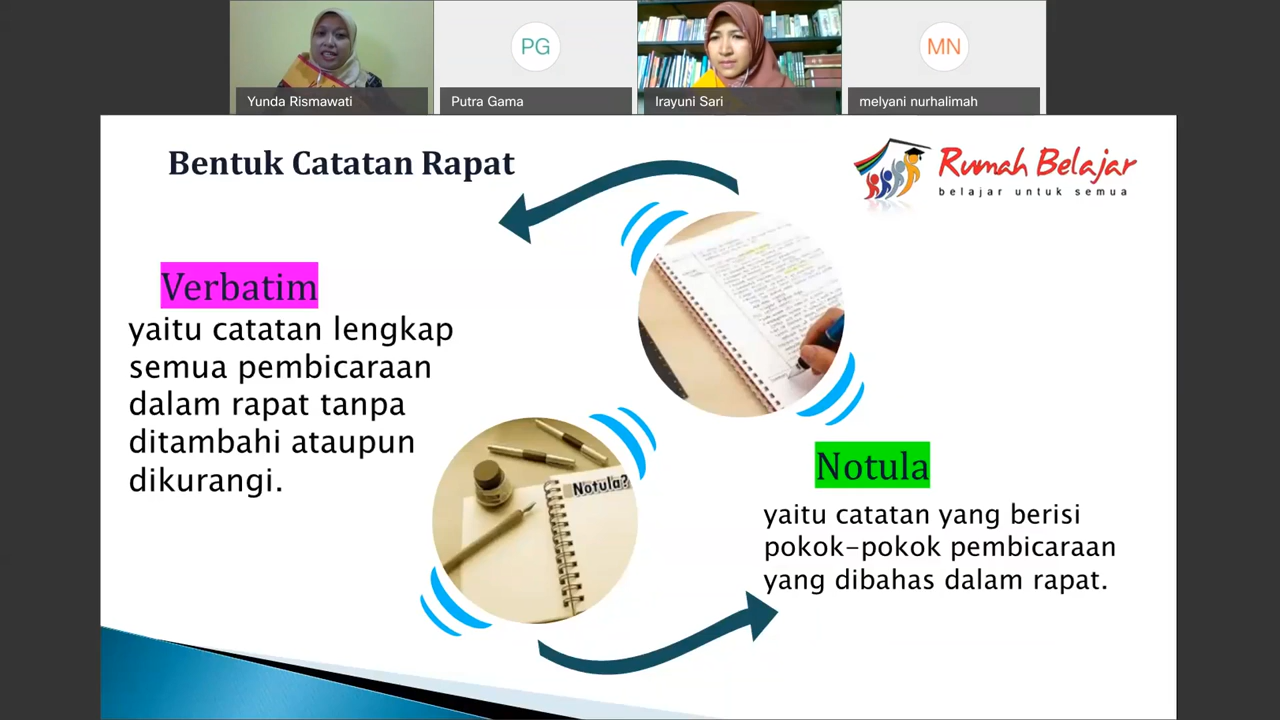 PG
MN
Yunda Rismawati
Putra Gama
Irayuni Sari
melyani nurhalimah
Bentuk Catatan Rapat
Rumah Belajar
belajar untuk semua
Verbatim
yaitu catatan lengkap
semua pembicaraan
dalam rapat tanpa
ditambahi ataupun
dikurangi.
Notula?
Notula
yaitu catatan yang berisi
pokok-pokok pembicaraan
yang dibahas dalam rapat.